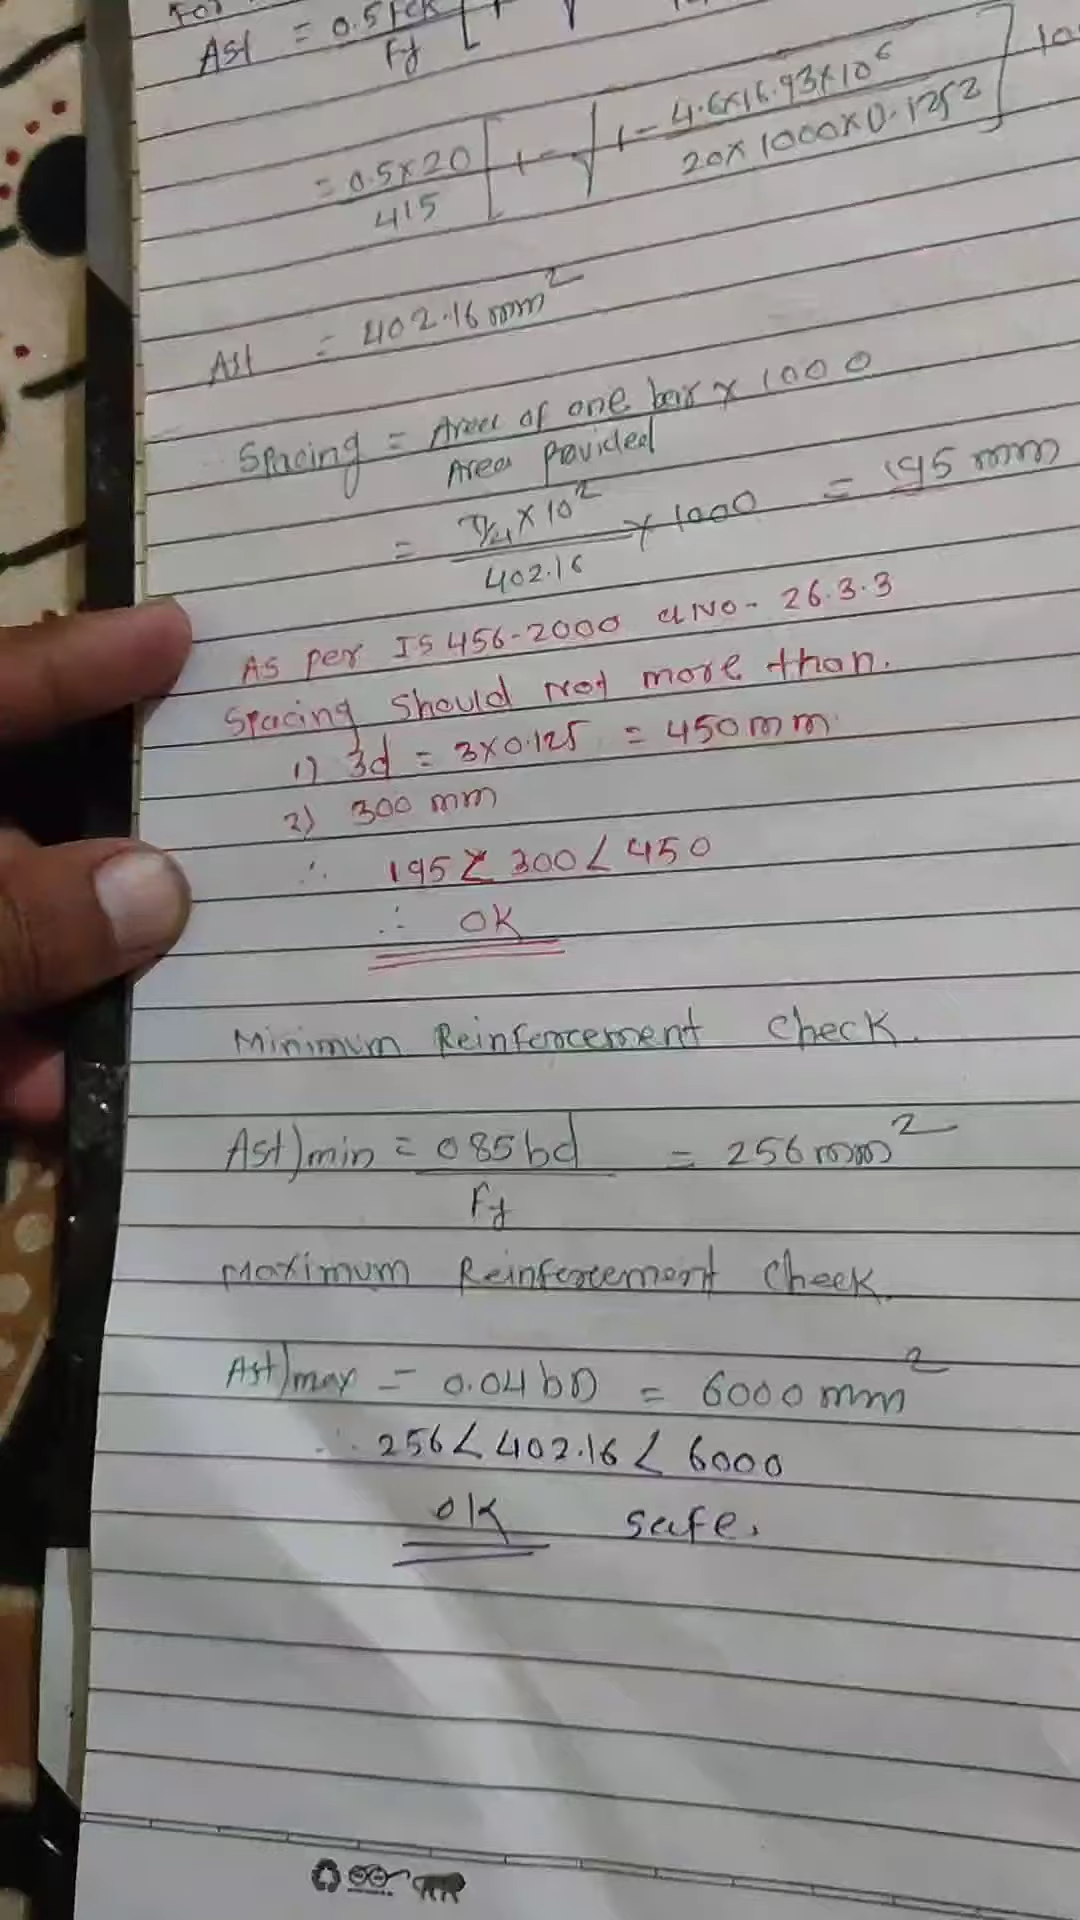 For
Ast = 0.5 fck [1
Fy
= 0.5×20 [ 1 - √ 1 - 4.6×16.93×10⁶ ] 10
415 20×1000×0.125²
Ast = 402.16 mm²
Spacing = Area of one bar × 1000
Area Provided
= π/4 × 10² × 1000 = 195 mm
402.16
As per IS 456-2000 cl NO- 26.3.3
Spacing Should Not more than.
1) 3d = 3×0.125 = 450 mm.
2) 300 mm
∴ 195 < 300 < 450
∴ OK
Minimum Reinforcement Check.
Ast)min = 0.85 bd = 256 mm²
Fy
Maximum Reinforcement Check.
Ast)max = 0.04 bD = 6000 mm²
∴ 256 < 402.16 < 6000
OK safe.